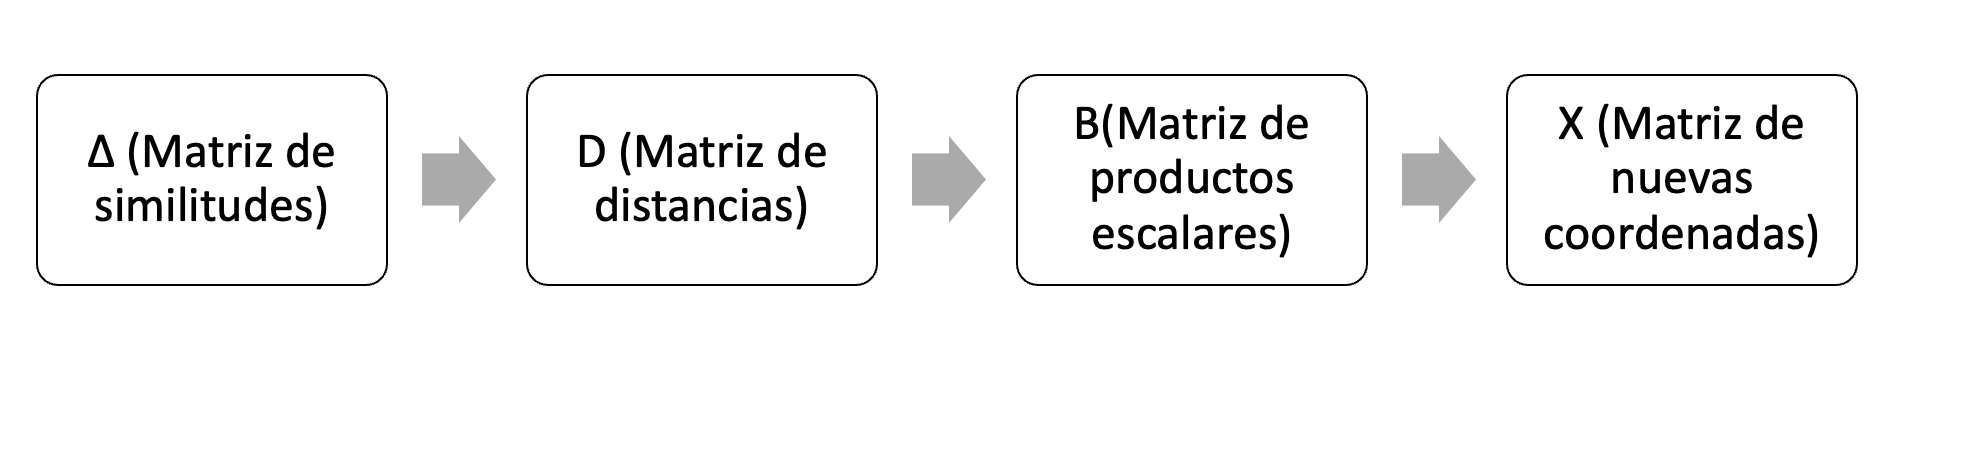 Δ (Matriz de
similitudes)
D (Matriz de
distancias)
B(Matriz de
productos
escalares)
X (Matriz de
nuevas
coordenadas)